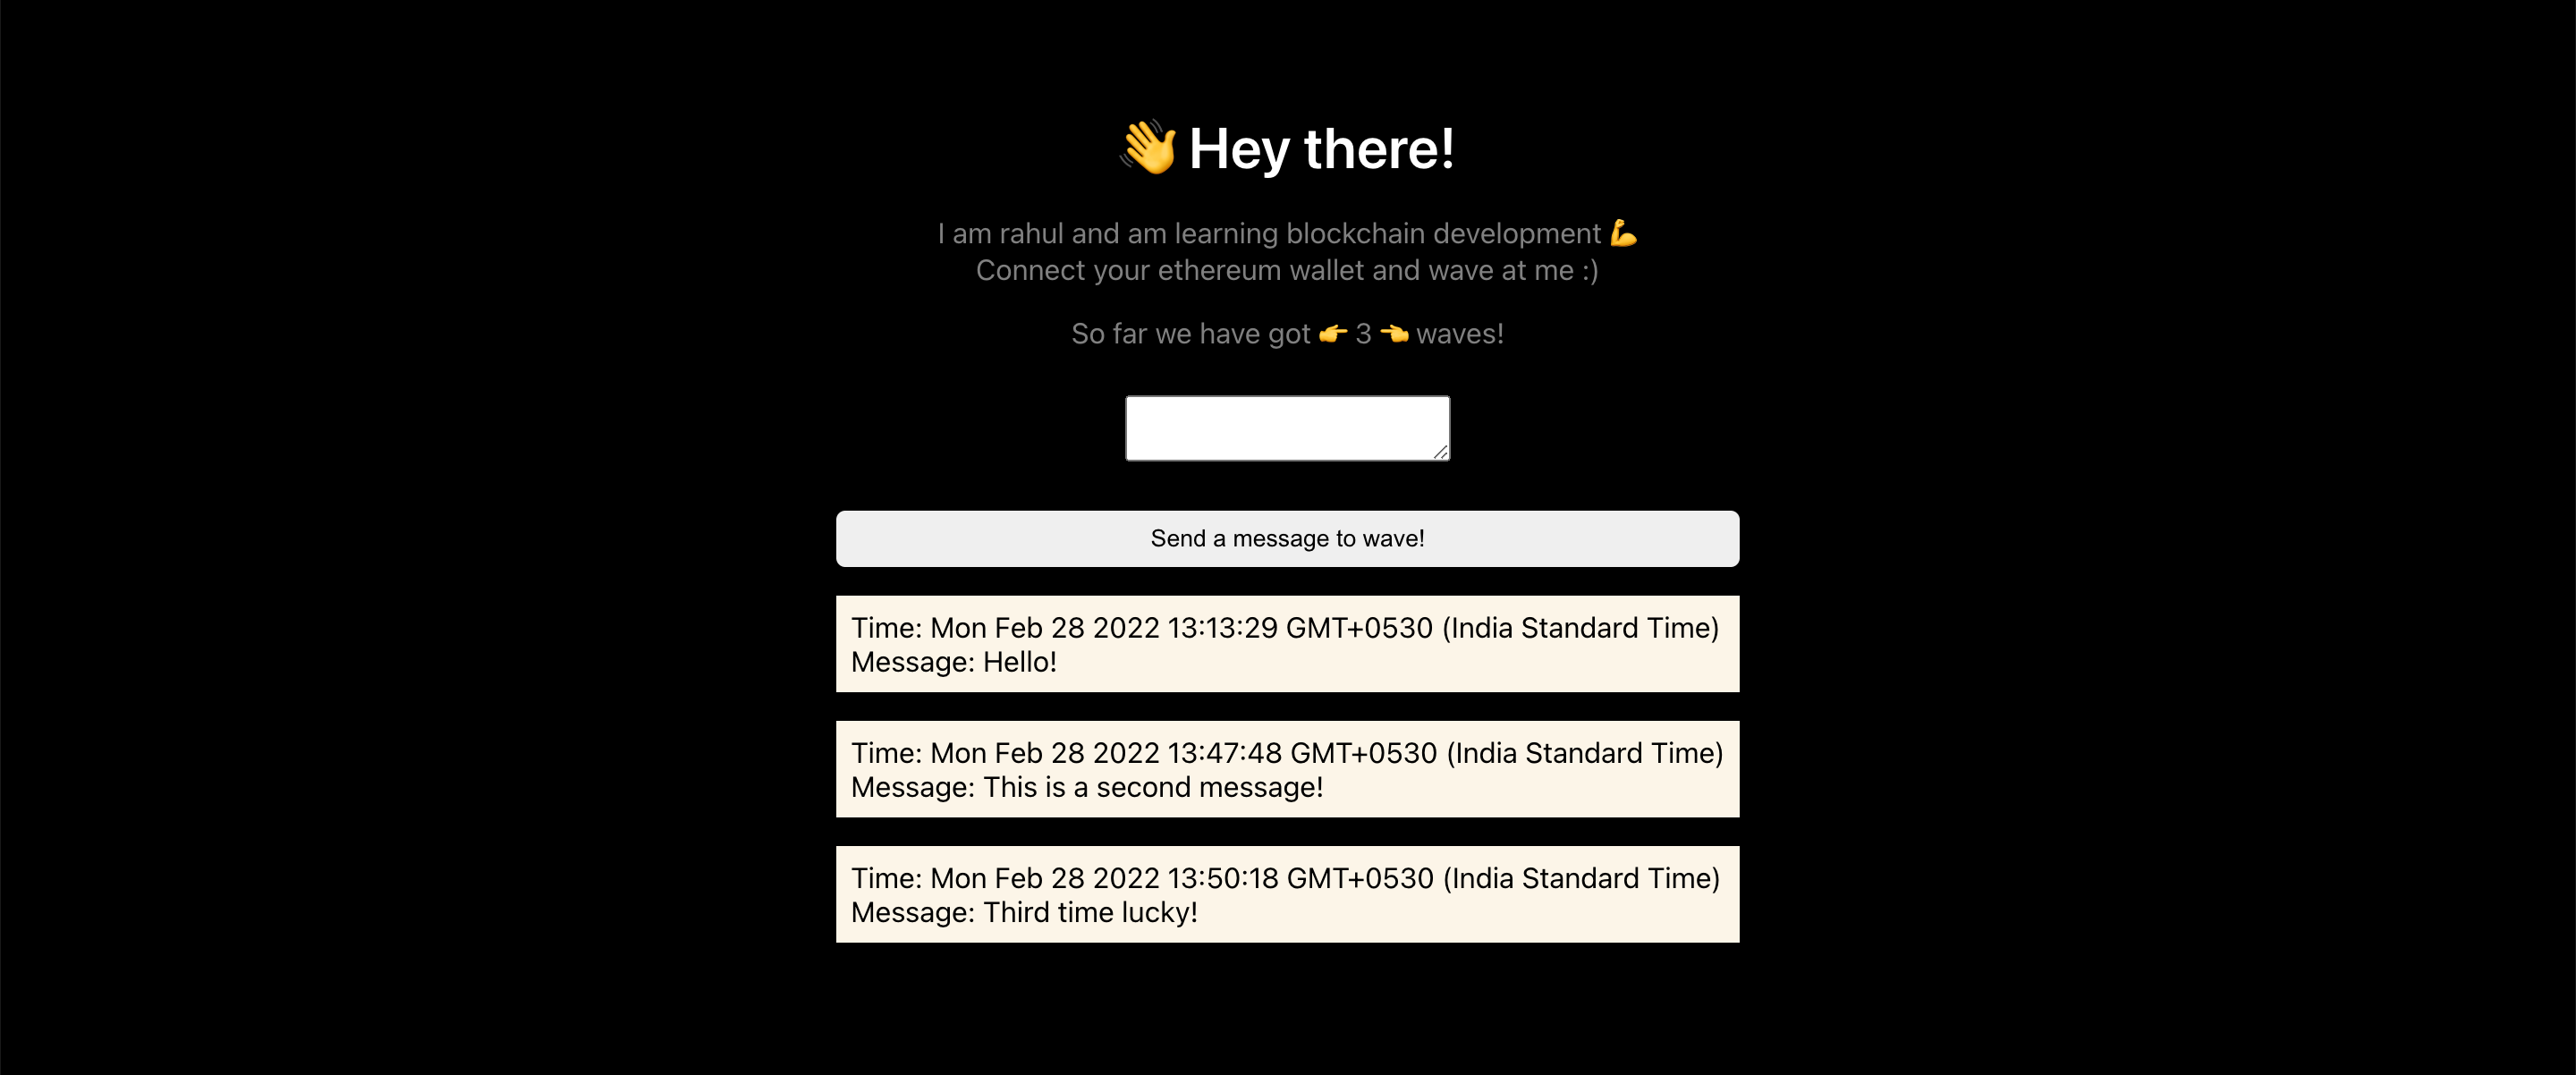 👋 Hey there!
I am rahul and am learning blockchain development 💪
Connect your ethereum wallet and wave at me :)
So far we have got 👉 3 👈 waves!
Send a message to wave!
Time: Mon Feb 28 2022 13:13:29 GMT+0530 (India Standard Time)
Message: Hello!
Time: Mon Feb 28 2022 13:47:48 GMT+0530 (India Standard Time)
Message: This is a second message!
Time: Mon Feb 28 2022 13:50:18 GMT+0530 (India Standard Time)
Message: Third time lucky!